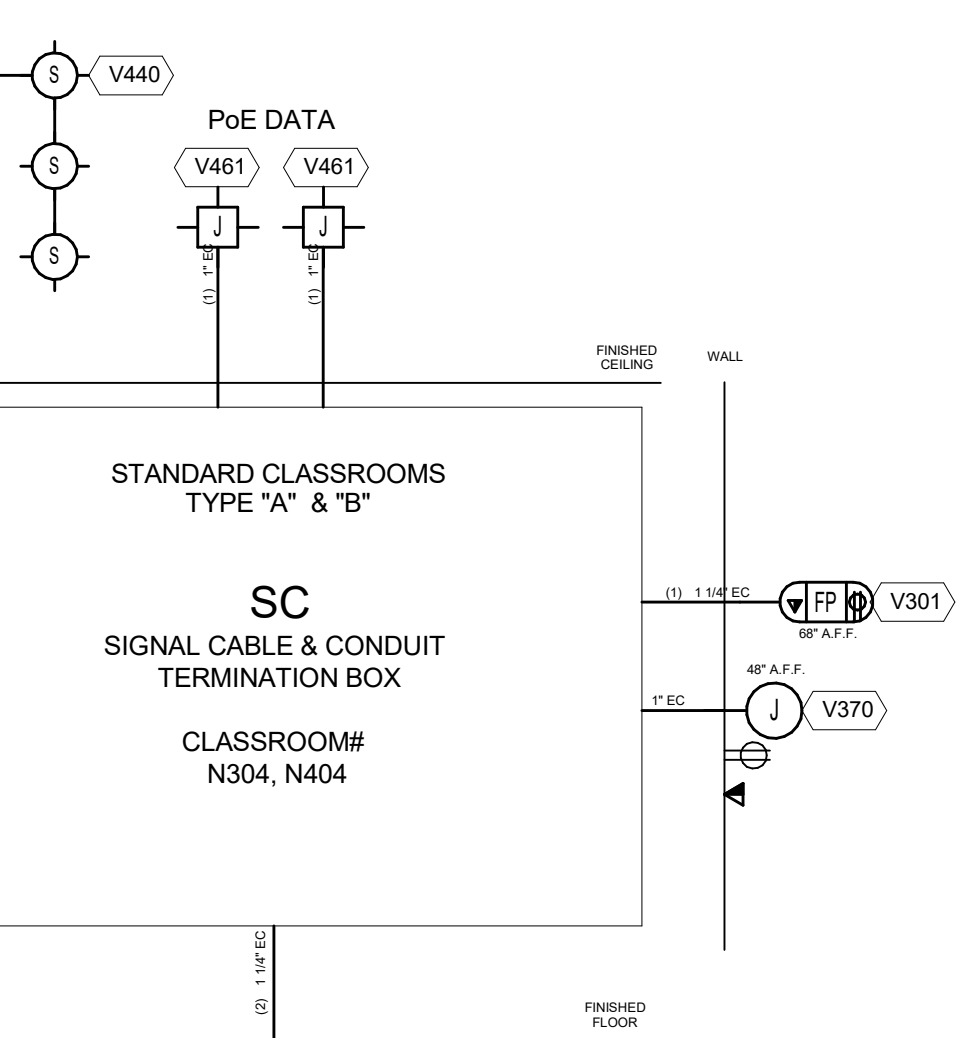 S
V440
PoE DATA
V461
V461
S
J
J
(1) 1" EC
(1) 1" EC
S
FINISHED
CEILING
WALL
STANDARD CLASSROOMS
TYPE "A" & "B"
SC
SIGNAL CABLE & CONDUIT
TERMINATION BOX
CLASSROOM#
N304, N404
(1) 1 1/4" EC
FP
V301
68" A.F.F.
48" A.F.F.
1" EC
J
V370
(2) 1 1/4" EC
FINISHED
FLOOR